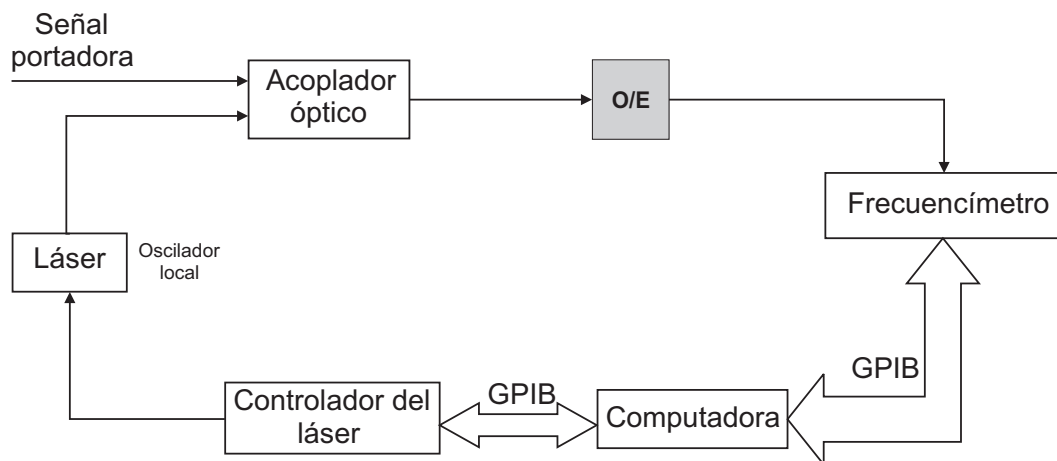 Señal
portadora
Acoplador
óptico
O/E
Frecuencímetro
Láser
Oscilador
local
GPIB
GPIB
Controlador del
láser
Computadora